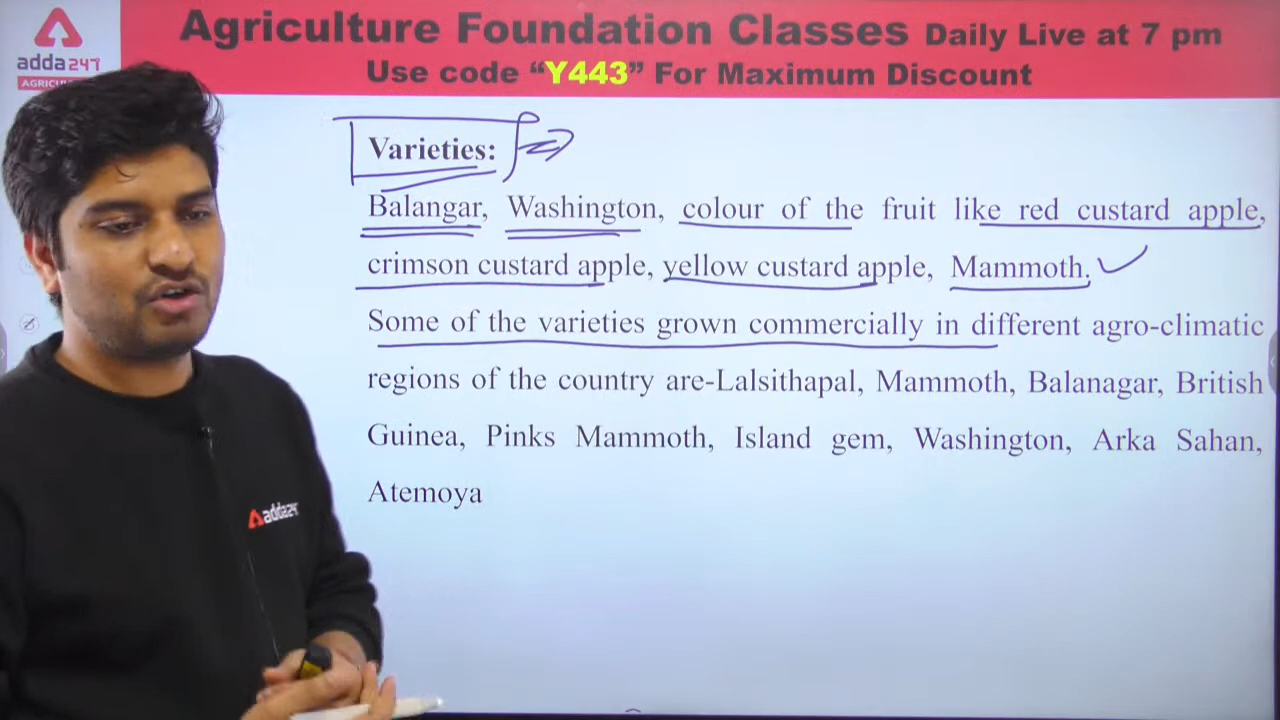 Agriculture Foundation Classes Daily Live at 7 pm
Use code “Y443” For Maximum Discount
adda247
Varieties:
Balangar, Washington, colour of the fruit like red custard apple,
crimson custard apple, yellow custard apple, Mammoth.
Some of the varieties grown commercially in different agro-climatic
regions of the country are-Lalsithapal, Mammoth, Balanagar, British
Guinea, Pinks Mammoth, Island gem, Washington, Arka Sahan,
Atemoya
adda247